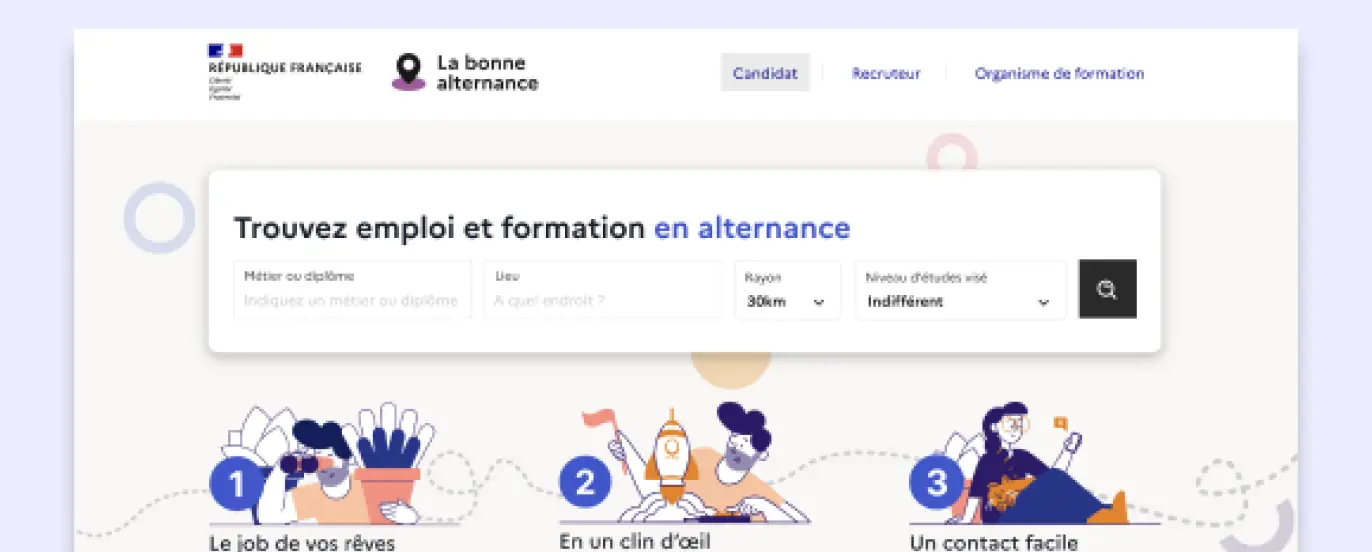 RÉPUBLIQUE FRANÇAISE
Liberté
Égalité
Fraternité
La bonne
alternance
Candidat
Recruteur
Organisme de formation
Trouvez emploi et formation en alternance
Métier ou diplôme
Indiquez un métier ou diplôme
Lieu
A quel endroit ?
Rayon
30km
Niveau d'études visé
Indifférent
1
2
3
Le job de vos rêves
En un clin d'œil
Un contact facile